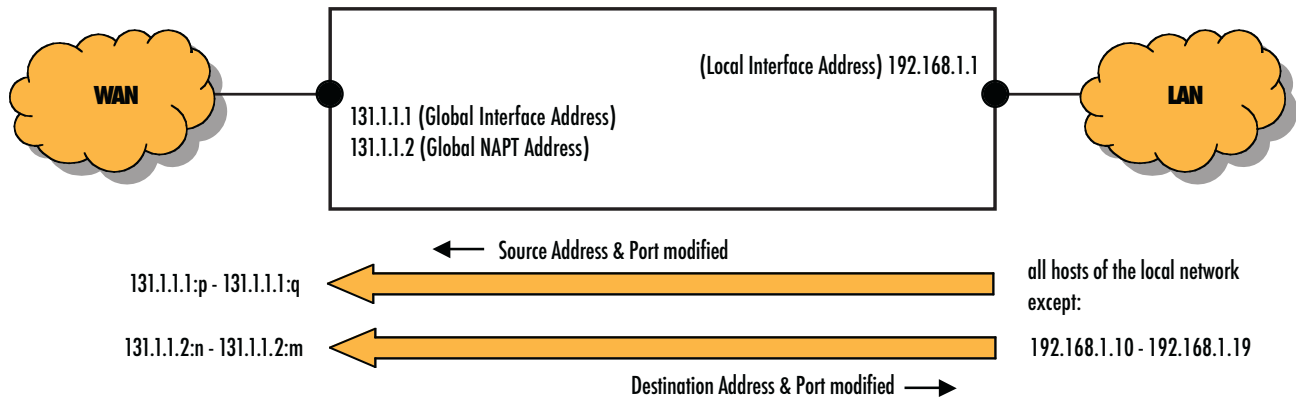 (Local Interface Address) 192.168.1.1
WAN
LAN
131.1.1.1 (Global Interface Address)
131.1.1.2 (Global NAPT Address)
Source Address & Port modified
131.1.1.1:p - 131.1.1.1:q
all hosts of the local network
except:
131.1.1.2:n - 131.1.1.2:m
192.168.1.10 - 192.168.1.19
Destination Address & Port modified